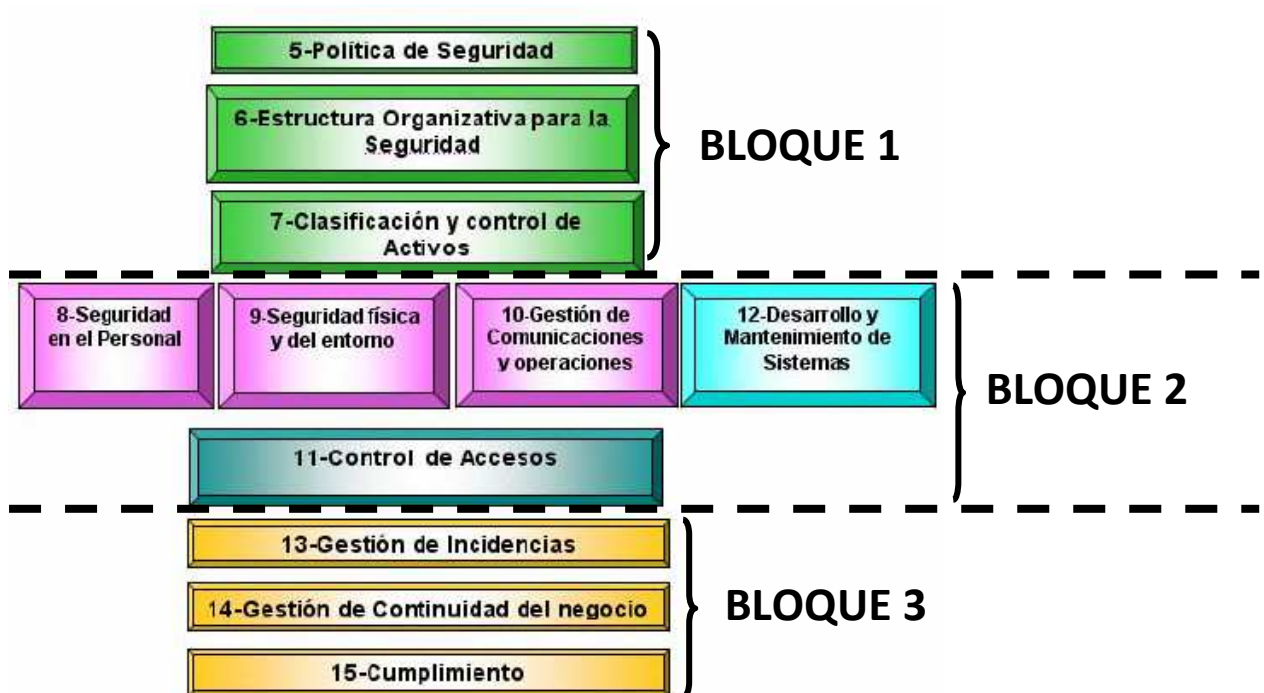 5-Política de Seguridad
6-Estructura Organizativa para la
Seguridad
BLOQUE 1
7-Clasificación y control de
Activos
8-Seguridad
en el Personal
9-Seguridad física
y del entorno
10-Gestión de
Comunicaciones
y operaciones
12-Desarrollo y
Mantenimiento de
Sistemas
BLOQUE 2
11-Control de Accesos
13-Gestión de Incidencias
14-Gestión de Continuidad del negocio
BLOQUE 3
15-Cumplimiento